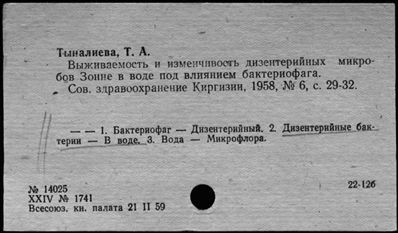 Тыналиева, Т. А.
Выживаемость и изменчивость дизентерийных микро-
бов Зонне в воде под влиянием бактериофага.
Сов. здравоохранение Киргизии, 1958, № 6, с. 29-32.
— — 1. Бактериофаг — Дизентерийный. 2. Дизентерийные бак-
терии — В воде. 3. Вода — Микрофлора.
№ 14025
22-12б
XXIV № 1741
Всесоюз. кн. палата 21 II 59